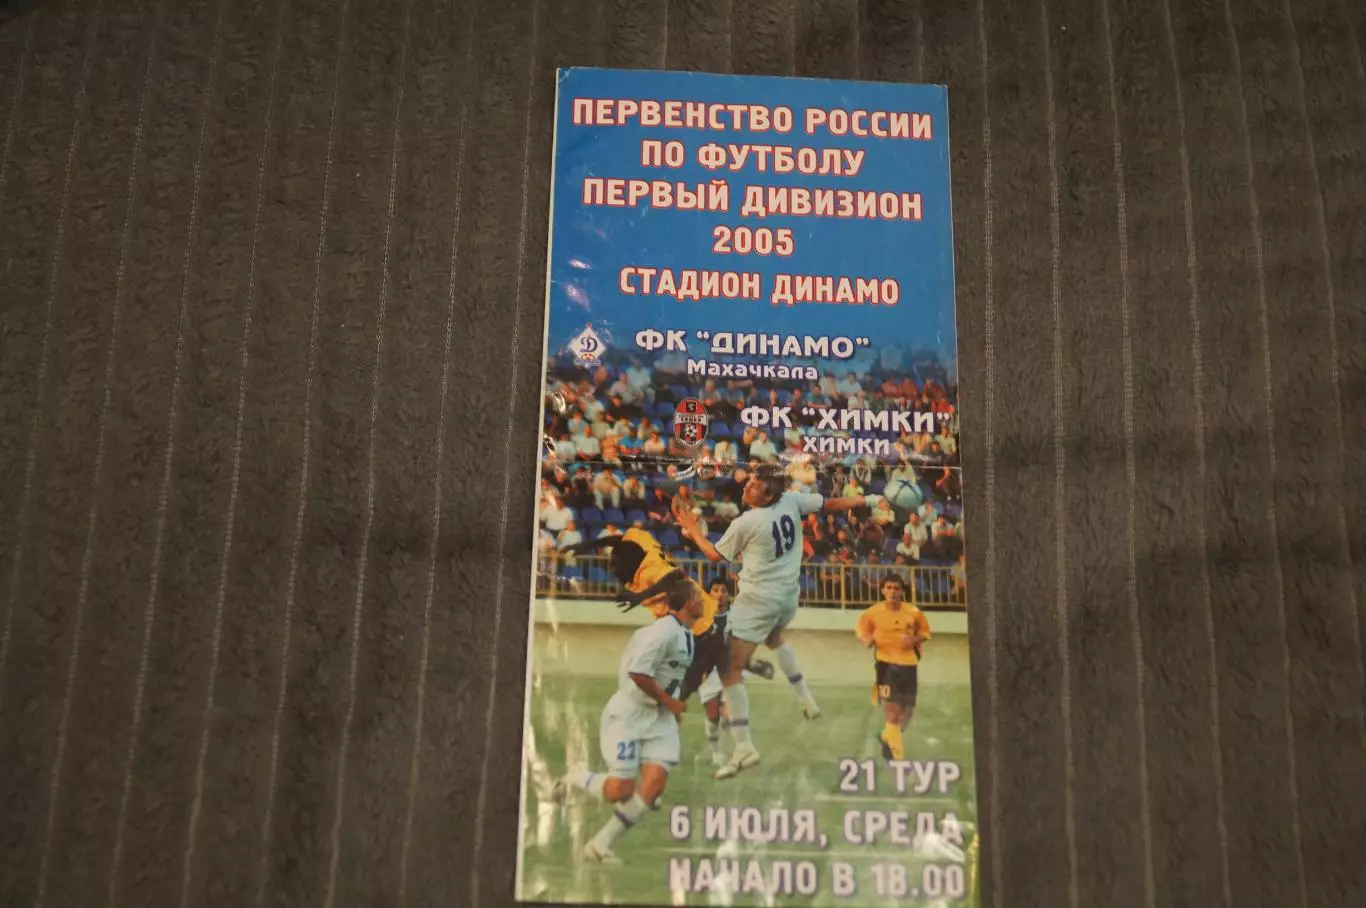 ПЕРВЕНСТВО РОССИИ
ПО ФУТБОЛУ
ПЕРВЫЙ ДИВИЗИОН
2005
СТАДИОН ДИНАМО
ФК "ДИНАМО"
Махачкала
ФК "ХИМКИ"
ХИМКИ
19
10
22
21 ТУР
6 ИЮЛЯ, СРЕДА
НАЧАЛО В 18.00